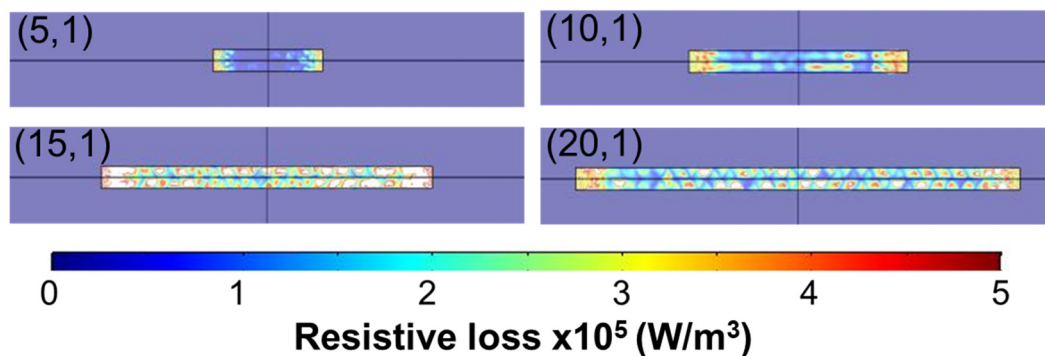 (5,1) (10,1)
(15,1) (20,1)
0 1 2 3 4 5
Resistive loss x10⁵ (W/m³)